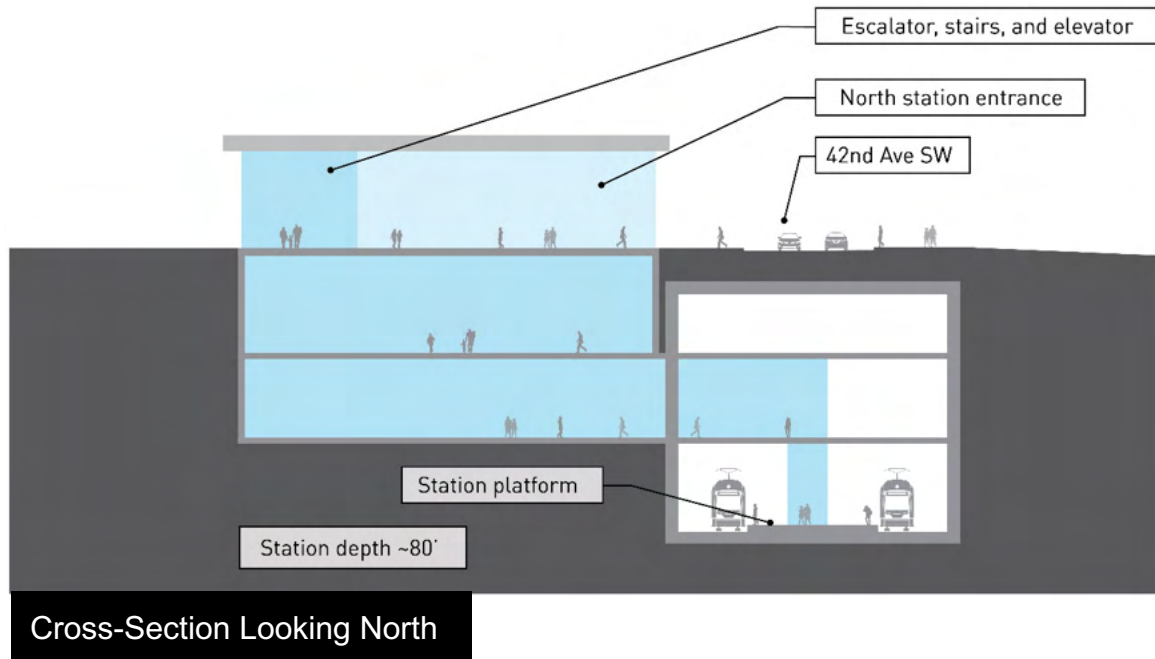 Escalator, stairs, and elevator
North station entrance
42nd Ave SW
Station platform
Station depth ~80'
Cross-Section Looking North